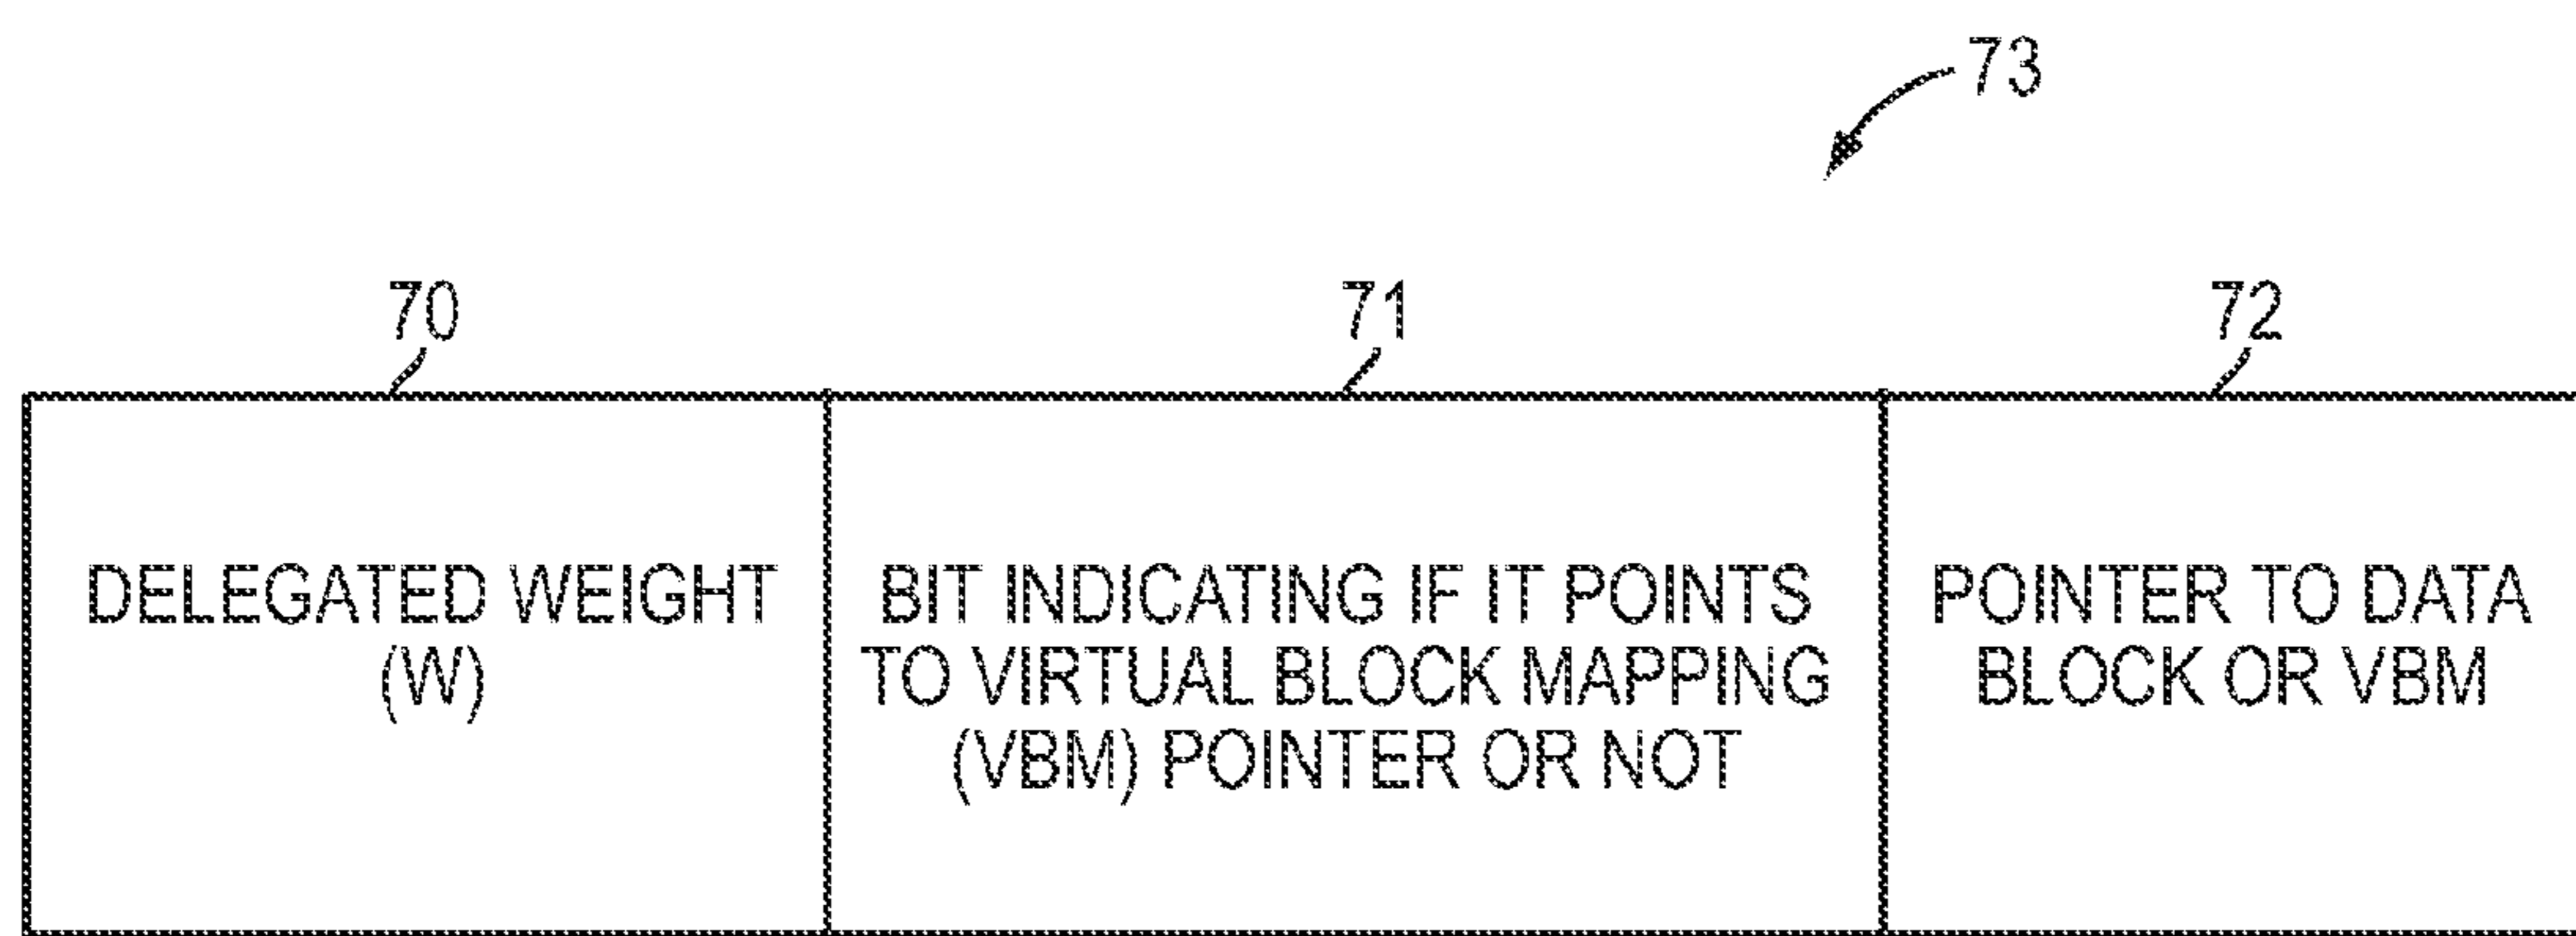 73
70
71
72
DELEGATED WEIGHT
(W)
BIT INDICATING IF IT POINTS
TO VIRTUAL BLOCK MAPPING
(VBM) POINTER OR NOT
POINTER TO DATA
BLOCK OR VBM